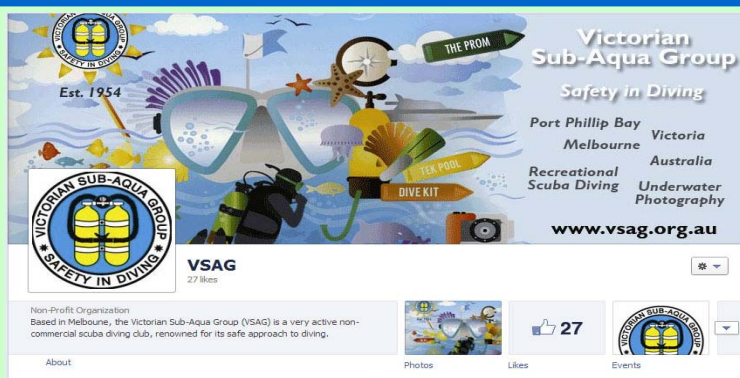 VICTORIAN SUB-AQUA GROUP
SAFETY IN DIVING
Est. 1954
THE PROM
TEK POOL
DIVE KIT
Victorian
Sub-Aqua Group
Safety in Diving
Port Phillip Bay
Victoria
Melbourne
Australia
Recreational
Scuba Diving
Underwater
Photography
www.vsag.org.au
VICTORIAN SUB-AQUA GROUP
SAFETY IN DIVING
VSAG
27 likes
Non-Profit Organization
Based in Melboune, the Victorian Sub-Aqua Group (VSAG) is a very active non-
commercial scuba diving club, renowned for its safe approach to diving.
About
Photos
27
Likes
SUB-AQUA
Events